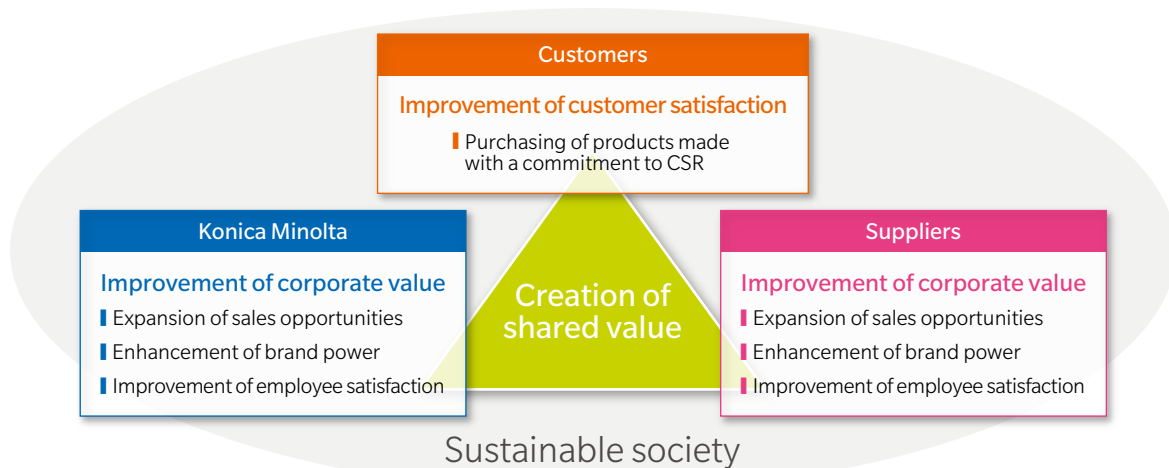 Customers
Improvement of customer satisfaction
Purchasing of products made
with a commitment to CSR
Konica Minolta
Improvement of corporate value
Expansion of sales opportunities
Enhancement of brand power
Improvement of employee satisfaction
Creation of
shared value
Suppliers
Improvement of corporate value
Expansion of sales opportunities
Enhancement of brand power
Improvement of employee satisfaction
Sustainable society